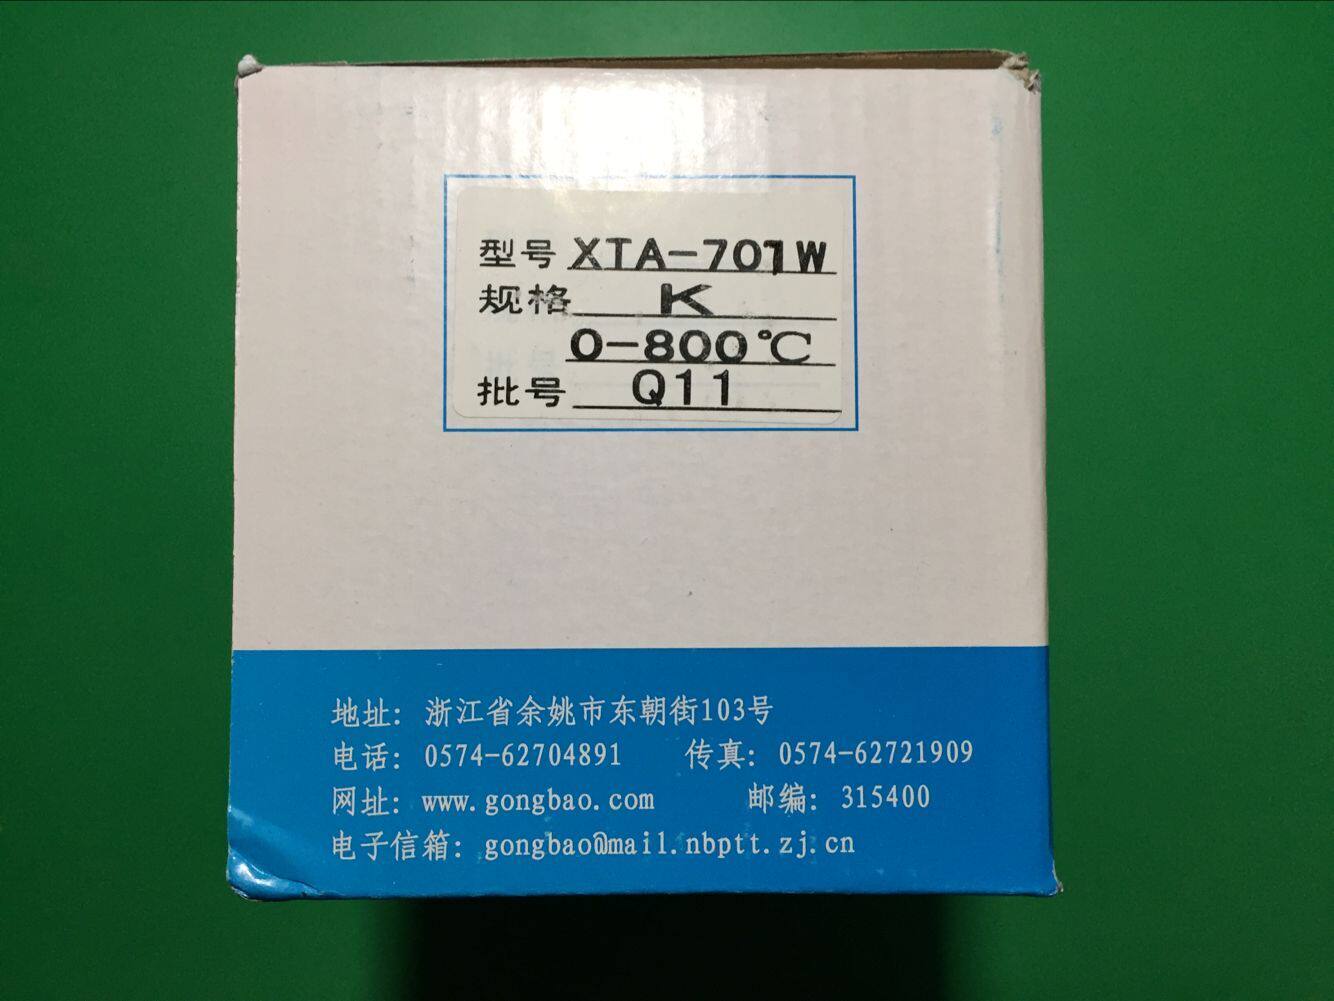 型号 XTA-701W
规格 K
0-800℃
批号 Q11
地址: 浙江省余姚市东朝街103号
电话: 0574-62704891 传真: 0574-62721909
网址: www.gongbao.com 邮编: 315400
电子信箱: gongbao@mail.nbptt.zj.cn